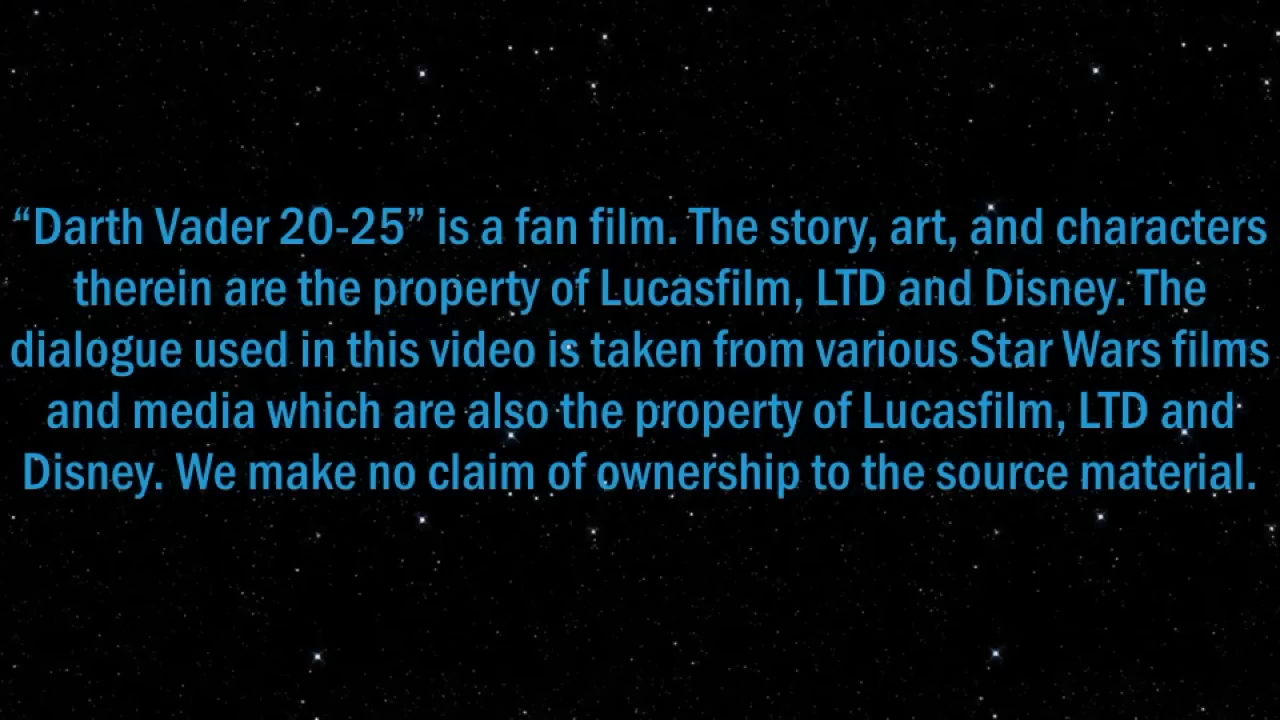 “Darth Vader 20-25” is a fan film. The story, art, and characters
therein are the property of Lucasfilm, LTD and Disney. The
dialogue used in this video is taken from various Star Wars films
and media which are also the property of Lucasfilm, LTD and
Disney. We make no claim of ownership to the source material.